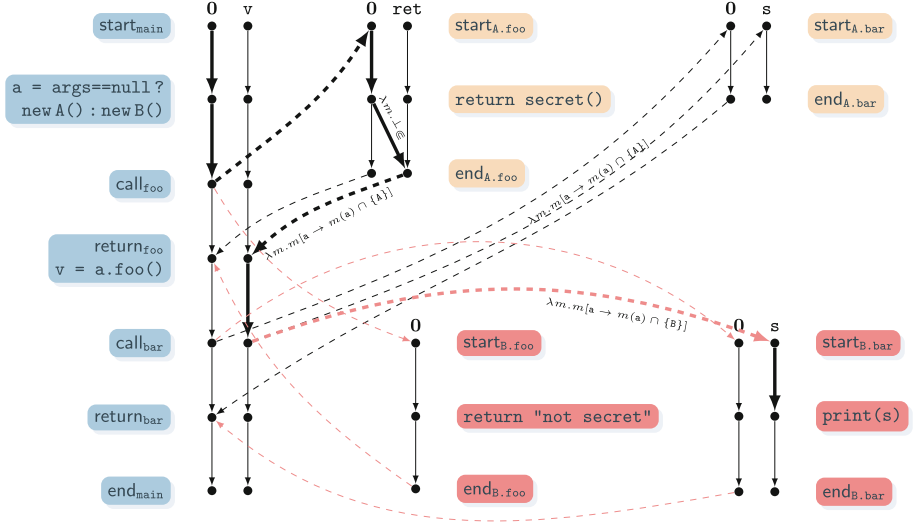 0 v 0 ret 0 s
start_main start_A.foo start_A.bar
a = args==null?
new A() : new B()
return secret() end_A.bar
λm.⊥⋒
call_foo end_A.foo
λm.m[a → m(a) ∩ {A}]
λm.m[a → m(a) ∩ {A}]
return_foo
v = a.foo()
λm.m[a → m(a) ∩ {B}]
0 0 s
call_bar start_B.foo start_B.bar
return_bar return "not secret" print(s)
end_main end_B.foo end_B.bar